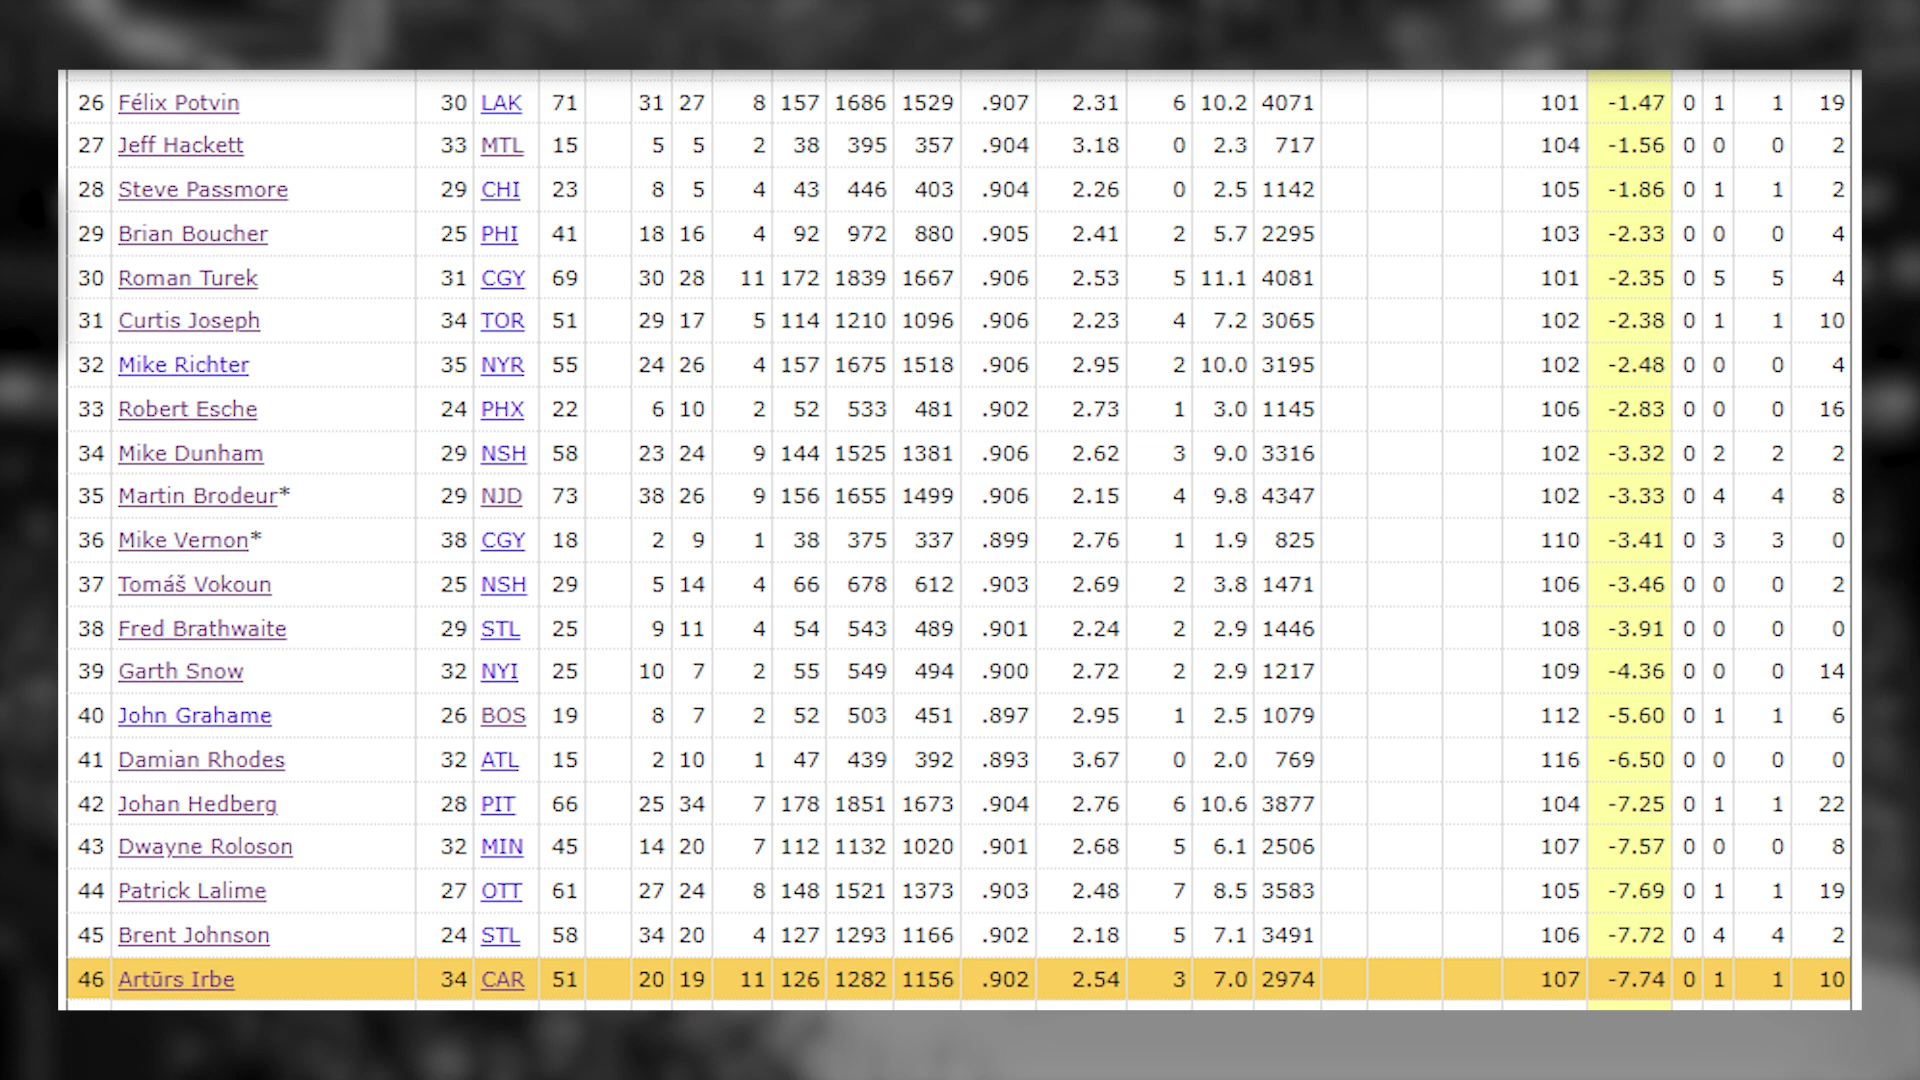 26 Félix Potvin 30 LAK 71 31 27 8 157 1686 1529 .907 2.31 6 10.2 4071 101 -1.47 0 1 1 19
27 Jeff Hackett 33 MTL 15 5 5 2 38 395 357 .904 3.18 0 2.3 717 104 -1.56 0 0 0 2
28 Steve Passmore 29 CHI 23 8 5 4 43 446 403 .904 2.26 0 2.5 1142 105 -1.86 0 1 1 2
29 Brian Boucher 25 PHI 41 18 16 4 92 972 880 .905 2.41 2 5.7 2295 103 -2.33 0 0 0 4
30 Roman Turek 31 CGY 69 30 28 11 172 1839 1667 .906 2.53 5 11.1 4081 101 -2.35 0 5 5 4
31 Curtis Joseph 34 TOR 51 29 17 5 114 1210 1096 .906 2.23 4 7.2 3065 102 -2.38 0 1 1 10
32 Mike Richter 35 NYR 55 24 26 4 157 1675 1518 .906 2.95 2 10.0 3195 102 -2.48 0 0 0 4
33 Robert Esche 24 PHX 22 6 10 2 52 533 481 .902 2.73 1 3.0 1145 106 -2.83 0 0 0 16
34 Mike Dunham 29 NSH 58 23 24 9 144 1525 1381 .906 2.62 3 9.0 3316 102 -3.32 0 2 2 2
35 Martin Brodeur* 29 NJD 73 38 26 9 156 1655 1499 .906 2.15 4 9.8 4347 102 -3.33 0 4 4 8
36 Mike Vernon* 38 CGY 18 2 9 1 38 375 337 .899 2.76 1 1.9 825 110 -3.41 0 3 3 0
37 Tomáš Vokoun 25 NSH 29 5 14 4 66 678 612 .903 2.69 2 3.8 1471 106 -3.46 0 0 0 2
38 Fred Brathwaite 29 STL 25 9 11 4 54 543 489 .901 2.24 2 2.9 1446 108 -3.91 0 0 0 0
39 Garth Snow 32 NYI 25 10 7 2 55 549 494 .900 2.72 2 2.9 1217 109 -4.36 0 0 0 14
40 John Grahame 26 BOS 19 8 7 2 52 503 451 .897 2.95 1 2.5 1079 112 -5.60 0 1 1 6
41 Damian Rhodes 32 ATL 15 2 10 1 47 439 392 .893 3.67 0 2.0 769 116 -6.50 0 0 0 0
42 Johan Hedberg 28 PIT 66 25 34 7 178 1851 1673 .904 2.76 6 10.6 3877 104 -7.25 0 1 1 22
43 Dwayne Roloson 32 MIN 45 14 20 7 112 1132 1020 .901 2.68 5 6.1 2506 107 -7.57 0 0 0 8
44 Patrick Lalime 27 OTT 61 27 24 8 148 1521 1373 .903 2.48 7 8.5 3583 105 -7.69 0 1 1 19
45 Brent Johnson 24 STL 58 34 20 4 127 1293 1166 .902 2.18 5 7.1 3491 106 -7.72 0 4 4 2
46 Artūrs Irbe 34 CAR 51 20 19 11 126 1282 1156 .902 2.54 3 7.0 2974 107 -7.74 0 1 1 10